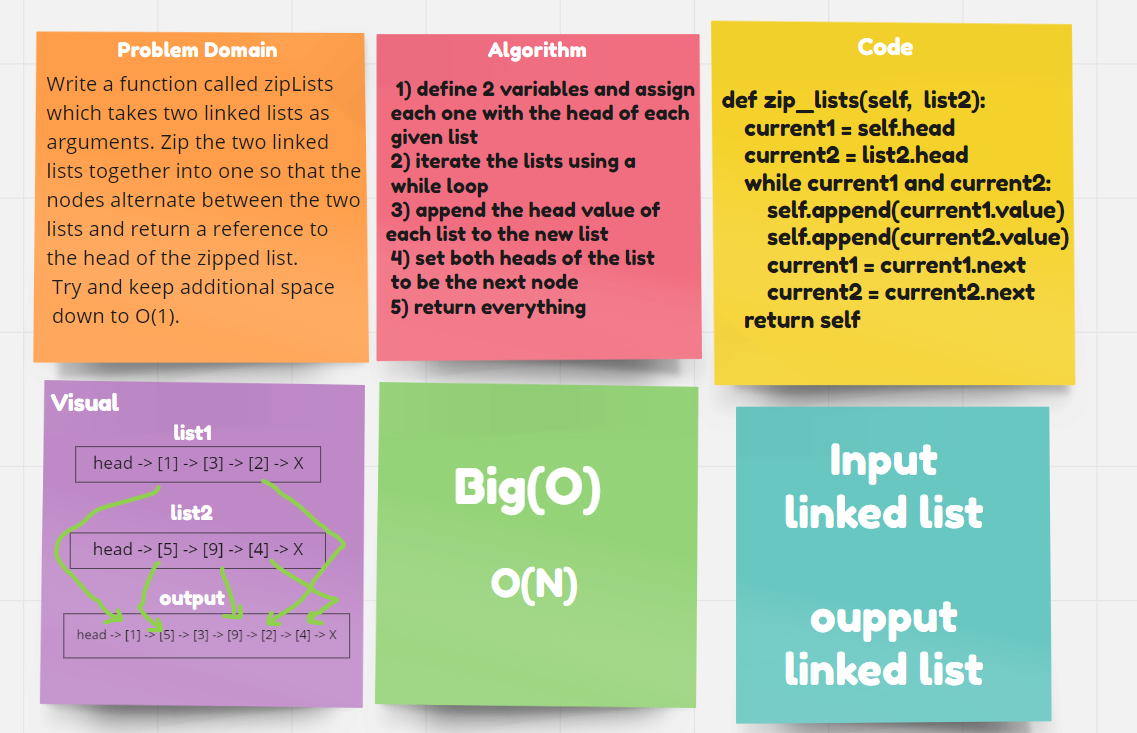 Problem Domain
Write a function called zipLists
which takes two linked lists as
arguments. Zip the two linked
lists together into one so that the
nodes alternate between the two
lists and return a reference to
the head of the zipped list.
Try and keep additional space
down to O(1).
Algorithm
1) define 2 variables and assign
each one with the head of each
given list
2) iterate the lists using a
while loop
3) append the head value of
each list to the new list
4) set both heads of the list
to be the next node
5) return everything
Code
def zip_lists(self, list2):
current1 = self.head
current2 = list2.head
while current1 and current2:
self.append(current1.value)
self.append(current2.value)
current1 = current1.next
current2 = current2.next
return self
Visual
list1
head -> [1] -> [3] -> [2] -> X
list2
head -> [5] -> [9] -> [4] -> X
output
head -> [1] -> [5] -> [3] -> [9] -> [2] -> [4] -> X
Big(O)
O(N)
Input
linked list
oupput
linked list